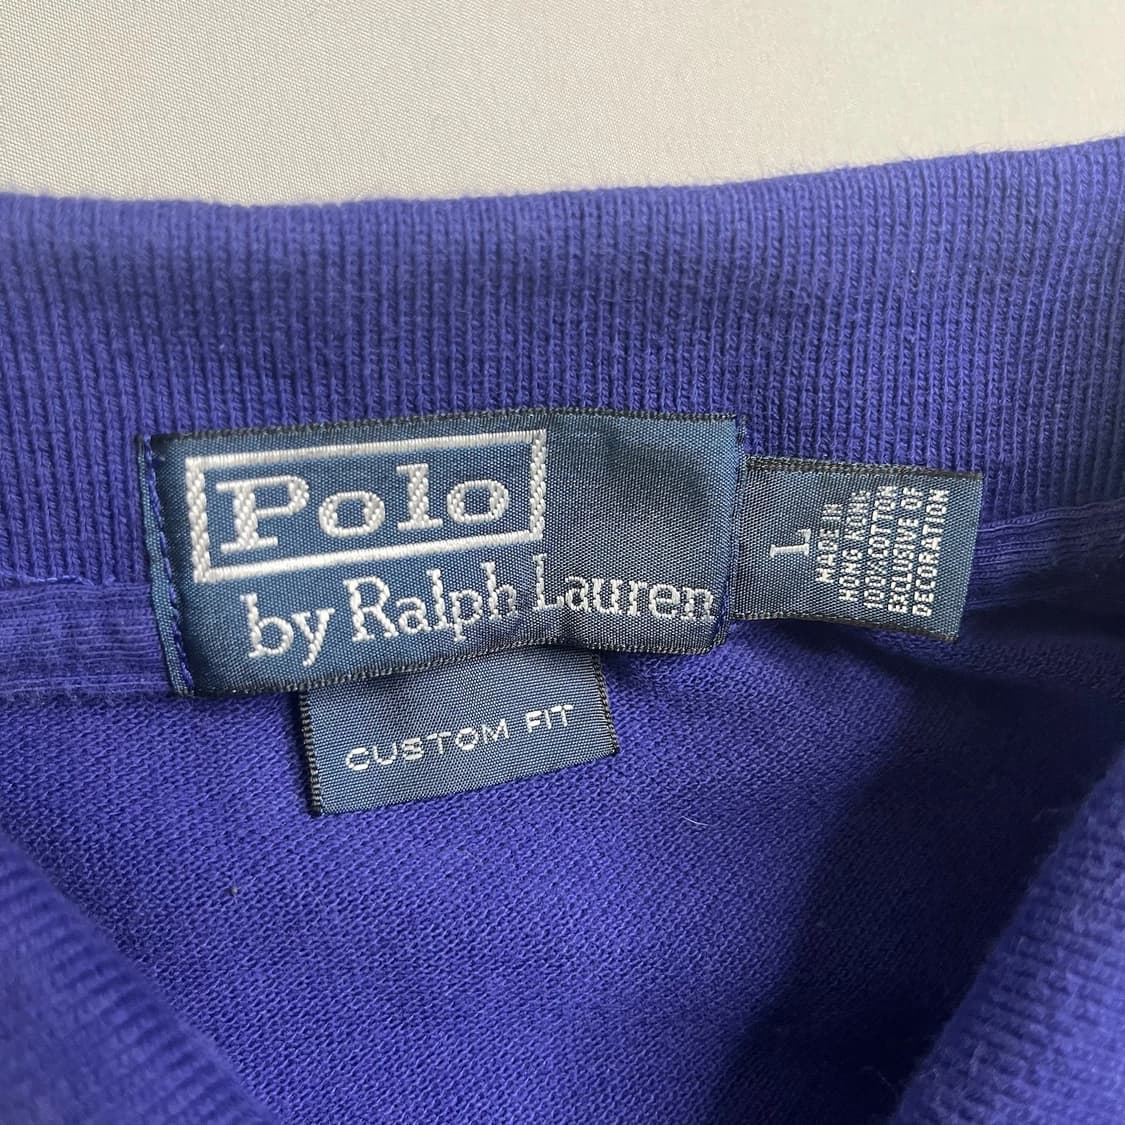 Polo
by Ralph Lauren
CUSTOM FIT
L
MADE IN
HONG KONG
100% COTTON
EXCLUSIVE OF
DECORATION